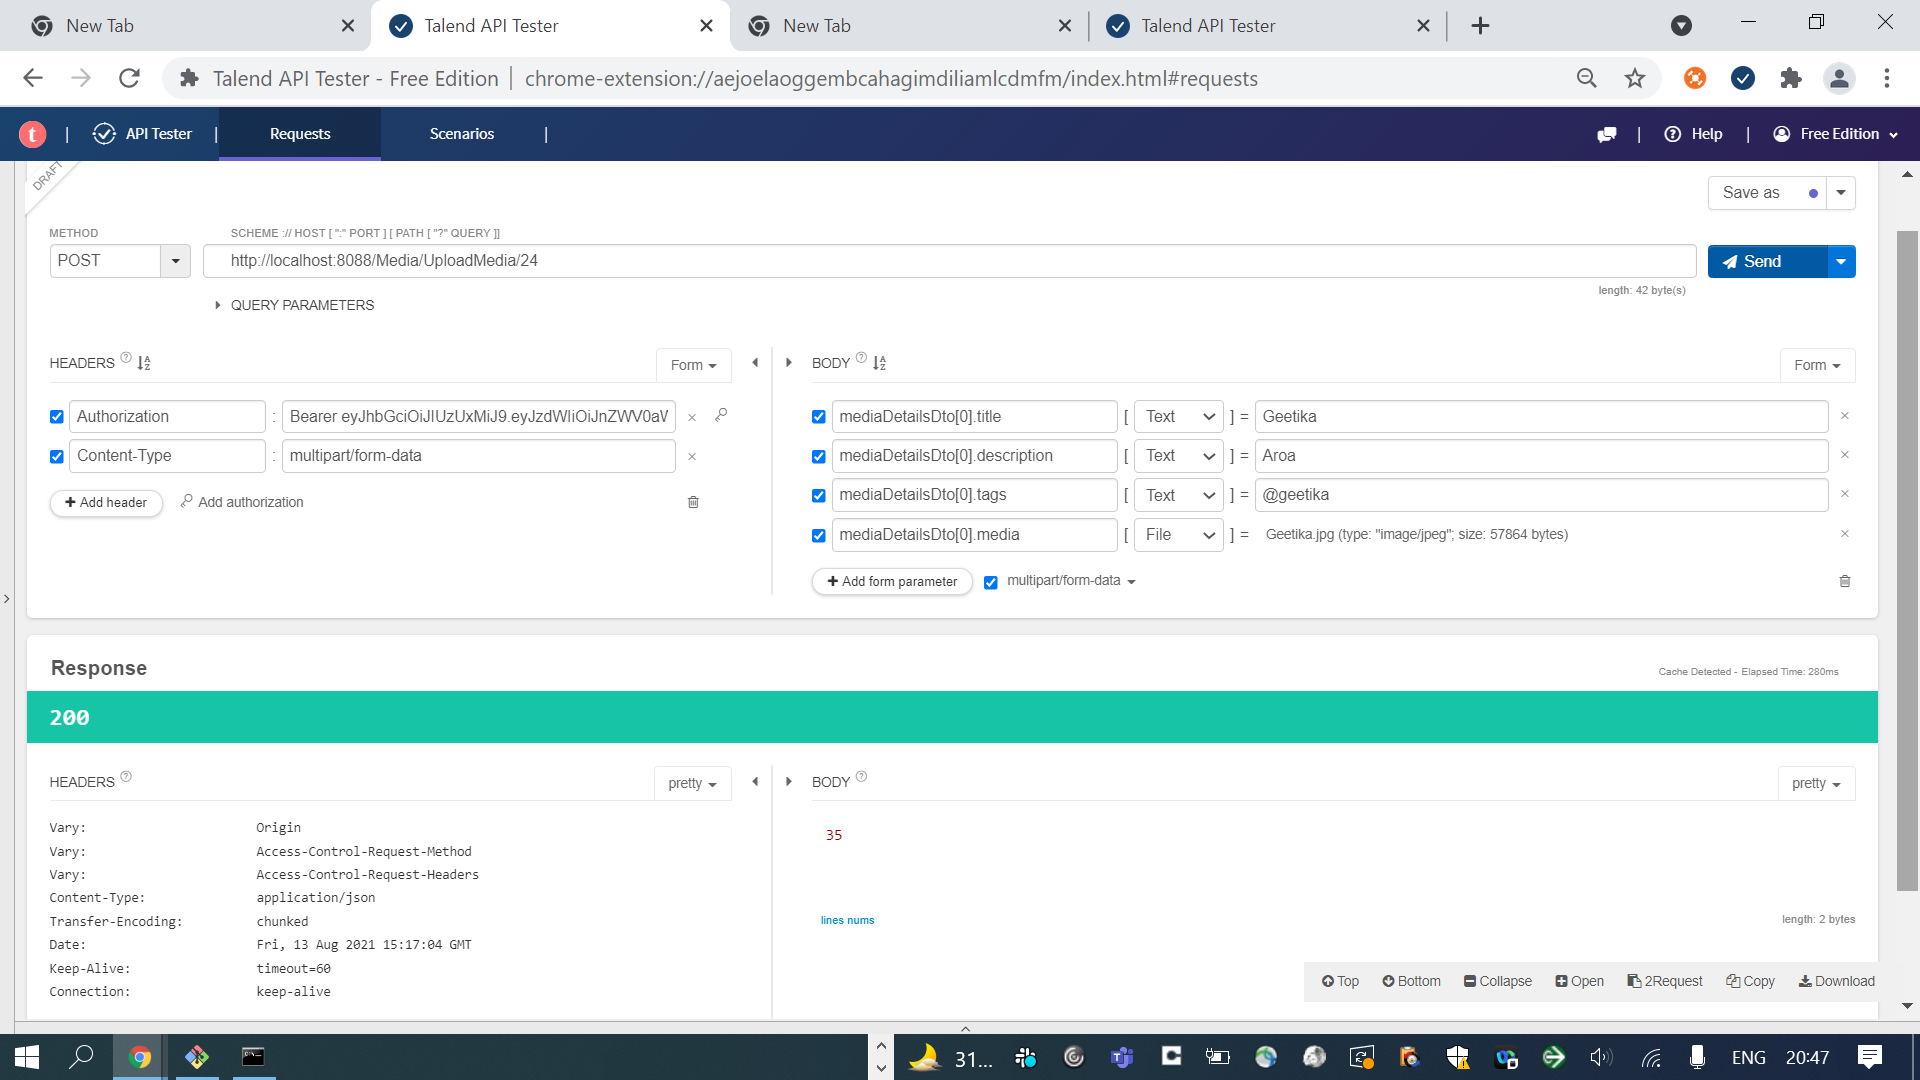 New Tab
Talend API Tester
New Tab
Talend API Tester
Talend API Tester - Free Edition | chrome-extension://aejoelaoggembcahagimdiliamlcdmfm/index.html#requests
t | API Tester | Requests Scenarios | | Help | Free Edition
DRAFT
Save as
METHOD SCHEME :// HOST [ ":" PORT ] [ PATH [ "?" QUERY ]]
POST http://localhost:8088/Media/UploadMedia/24 Send
length: 42 byte(s)
QUERY PARAMETERS
HEADERS ? Form
Authorization : Bearer eyJhbGciOiJIUzUxMiJ9.eyJzdWIiOiJnZWV0aW
Content-Type : multipart/form-data
+ Add header Add authorization
BODY ? Form
mediaDetailsDto[0].title [ Text ] = Geetika
mediaDetailsDto[0].description [ Text ] = Aroa
mediaDetailsDto[0].tags [ Text ] = @geetika
mediaDetailsDto[0].media [ File ] = Geetika.jpg (type: "image/jpeg"; size: 57864 bytes)
+ Add form parameter multipart/form-data
Response
Cache Detected - Elapsed Time: 280ms
200
HEADERS ? pretty
Vary: Origin
Vary: Access-Control-Request-Method
Vary: Access-Control-Request-Headers
Content-Type: application/json
Transfer-Encoding: chunked
Date: Fri, 13 Aug 2021 15:17:04 GMT
Keep-Alive: timeout=60
Connection: keep-alive
BODY ? pretty
35
lines nums length: 2 bytes
Top Bottom Collapse Open 2Request Copy Download
31... ENG 20:47